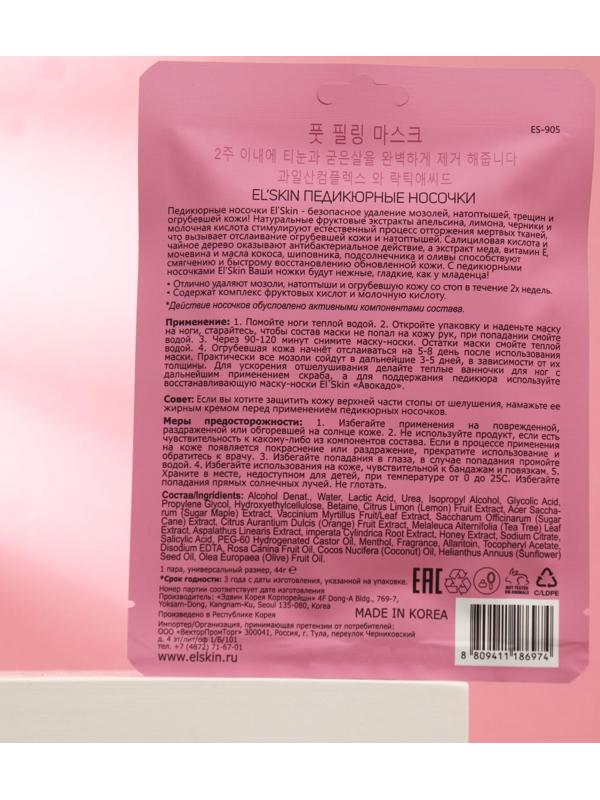 풋 필링 마스크
ES-905
2주 이내에 티눈과 굳은살을 완벽하게 제거 해줍니다
과일산컴플렉스 와 락틱애씨드
EL'SKIN ПЕДИКЮРНЫЕ НОСОЧКИ
Педикюрные носочки El'Skin - безопасное удаление мозолей, натоптышей, трещин и
огрубевшей кожи! Натуральные фруктовые экстракты апельсина, лимона, черники и
молочная кислота стимулируют естественный процесс отторжения мертвых тканей,
что вызывает отслаивание огрубевшей кожи и натоптышей. Салициловая кислота и
чайное дерево оказывают антибактериальное действие, а экстракт меда, витамин Е,
мочевина и масла кокоса, шиповника, подсолнечника и оливы способствуют
смягчению и быстрому восстановлению обновленной кожи. С педикюрными
носочками El'Skin Ваши ножки будут нежные, гладкие, как у младенца!
• Отлично удаляют мозоли, натоптыши и огрубевшую кожу со стоп в течение 2х недель.
• Содержат комплекс фруктовых кислот и молочную кислоту.
*Действие носочков обусловлено активными компонентами состава.
Применение: 1. Помойте ноги теплой водой. 2. Откройте упаковку и наденьте маску
на ноги, старайтесь, чтобы состав маски не попал на кожу рук, при попадании смойте
водой. 3. Через 90-120 минут снимите маску-носки. Остатки маски смойте теплой
водой. 4. Огрубевшая кожа начнёт отслаиваться на 5-8 день после использования
маски. Практически все мозоли сойдут в дальнейшие 3-5 дней, в зависимости от их
толщины. Для ускорения отшелушивания делайте теплые ванночки для ног с
дальнейшим применением скраба, а для поддержания педикюра используйте
восстанавливающую маску-носки El'Skin «Авокадо».
Совет: Если вы хотите защитить кожу верхней части стопы от шелушения, намажьте ее
жирным кремом перед применением педикюрных носочков.
Меры предосторожности: 1. Избегайте применения на поврежденной,
раздраженной или обгоревшей на солнце коже. 2. Не используйте продукт, если есть
чувствительность к какому-либо из компонентов состава. Если в процессе применения
на коже появляется покраснение или раздражение, прекратите использование и
обратитесь к врачу. 3. Избегайте попадания в глаза, в случае попадания промойте
водой. 4. Избегайте использования на коже, чувствительной к бандажам и повязкам. 5.
Храните в месте, недоступном для детей, при температуре от 0 до 25С. Избегайте
попадания прямых солнечных лучей. Не глотать.
Состав/Ingridients: Alcohol Denat., Water, Lactic Acid, Urea, Isopropyl Alcohol, Glycolic Acid,
Propylene Glycol, Hydroxyethylcellulose, Betaine, Citrus Limon (Lemon) Fruit Extract, Acer Saccha-
rum (Sugar Maple) Extract, Vaccinium Myrtillus Fruit/Leaf Extract, Saccharum Officinarum (Sugar
Cane) Extract, Citrus Aurantium Dulcis (Orange) Fruit Extract, Melaleuca Alternifolia (Tea Tree) Leaf
Extract, Aspalathus Linearis Extract, imperata Cylindrica Root Extract, Honey Extract, Sodium Citrate,
Salicylic Acid, PEG-60 Hydrogenated Castor Oil, Menthol, Fragrance, Allantoin, Tocopheryl Acetate,
Disodium EDTA, Rosa Canina Fruit Oil, Cocos Nucifera (Coconut) Oil, Helianthus Annuus (Sunflower)
Seed Oil, Olea Europaea (Olive) Fruit Oil
1 пара, универсальный размер, 44г ℮
*Срок годности: 3 года с даты изготовления, указанной на упаковке.
Номер партии соответствует дате изготовления
Производитель: «Эдвин Корея Корпорейшн» 4F Dong-A Bldg., 769-7,
Yoksam-Dong, Kangnam-Ku, Seoul 135-080, Korea
Произведено в Республике Корея
Импортер/Организация, принимающая претензии от потребителей:
ООО «ВекторПромТорг» 300041, Россия, г. Тула, переулок Черниковский
д. 4 эт/лит/оф 1/Б/101
тел. +7 (4872) 71-67-01
www.elskin.ru
EAC
NOT TESTED
ON ANIMALS
C/LDPE
MADE IN KOREA
8 809411 186974